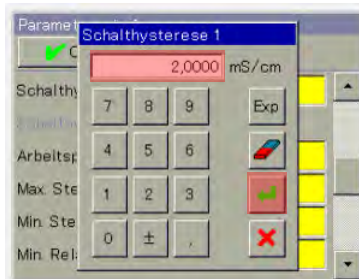 Parame
Schalthysterese 1
2,0000 mS/cm
Schalthy
7 8 9 Exp
Arbeitsp
4 5 6
Max. Ste
1 2 3
Min. Ste
0 ± ,
Min. Rel